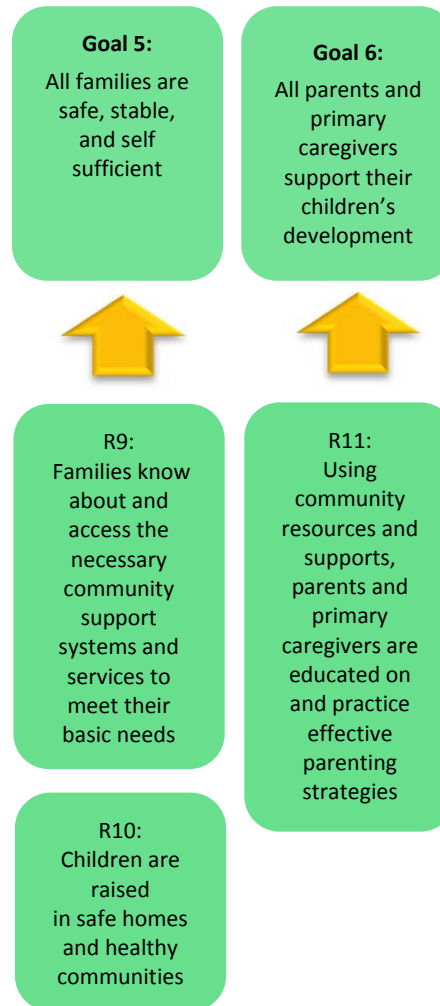 Goal 5:
All families are
safe, stable,
and self
sufficient
Goal 6:
All parents and
primary
caregivers
support their
children’s
development
R9:
Families know
about and
access the
necessary
community
support
systems and
services to
meet their
basic needs
R11:
Using
community
resources and
supports,
parents and
primary
caregivers are
educated on
and practice
effective
parenting
strategies
R10:
Children are
raised
in safe homes
and healthy
communities